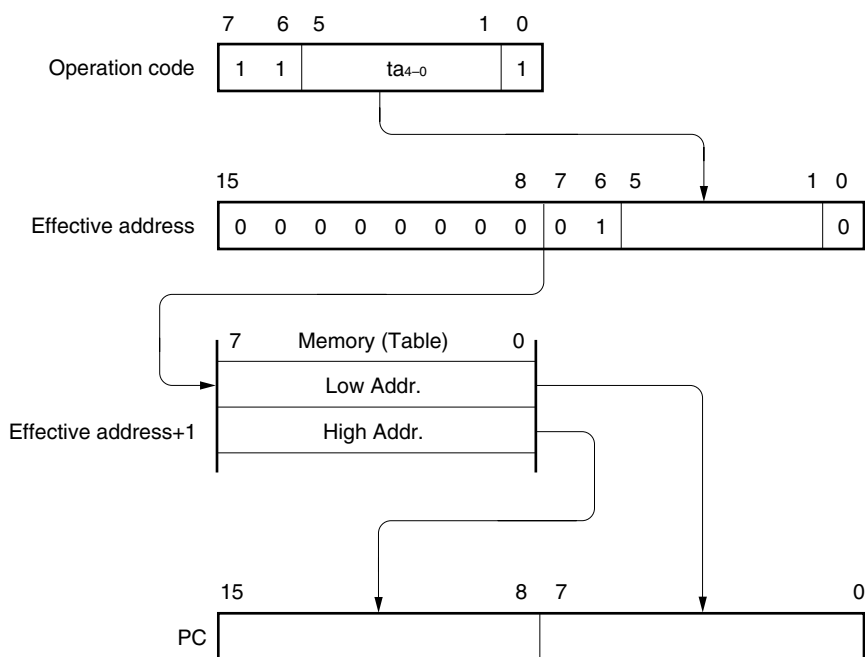 7 6 5 1 0
Operation code 1 1 ta4–0 1
15 8 7 6 5 1 0
Effective address 0 0 0 0 0 0 0 0 0 1 0
7 Memory (Table) 0
Low Addr.
Effective address+1 High Addr.
15 8 7 0
PC